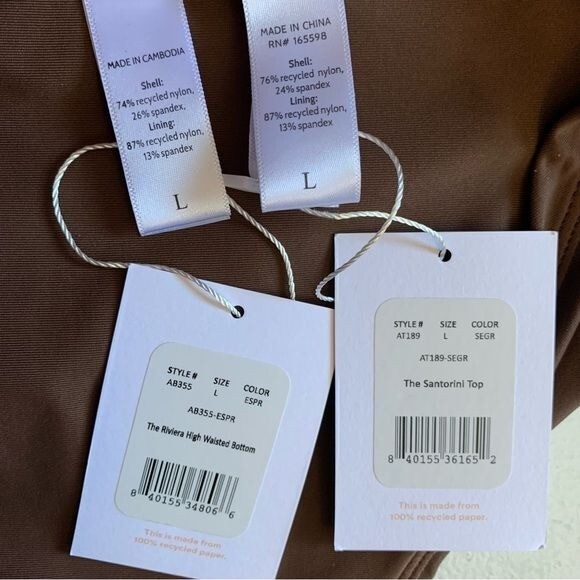 MADE IN CAMBODIA
Shell:
74% recycled nylon,
26% spandex,
Lining:
87% recycled nylon,
13% spandex
L
MADE IN CHINA
RN# 165598
Shell:
76% recycled nylon,
24% spandex,
Lining:
87% recycled nylon,
13% spandex
L
STYLE # SIZE COLOR
AB355 L ESPR
AB355-ESPR
The Riviera High Waisted Bottom
8 40155 34806 6
This is made from
100% recycled paper.
STYLE # SIZE COLOR
AT189 L SEGR
AT189-SEGR
The Santorini Top
8 40155 36165 2
This is made from
100% recycled paper.